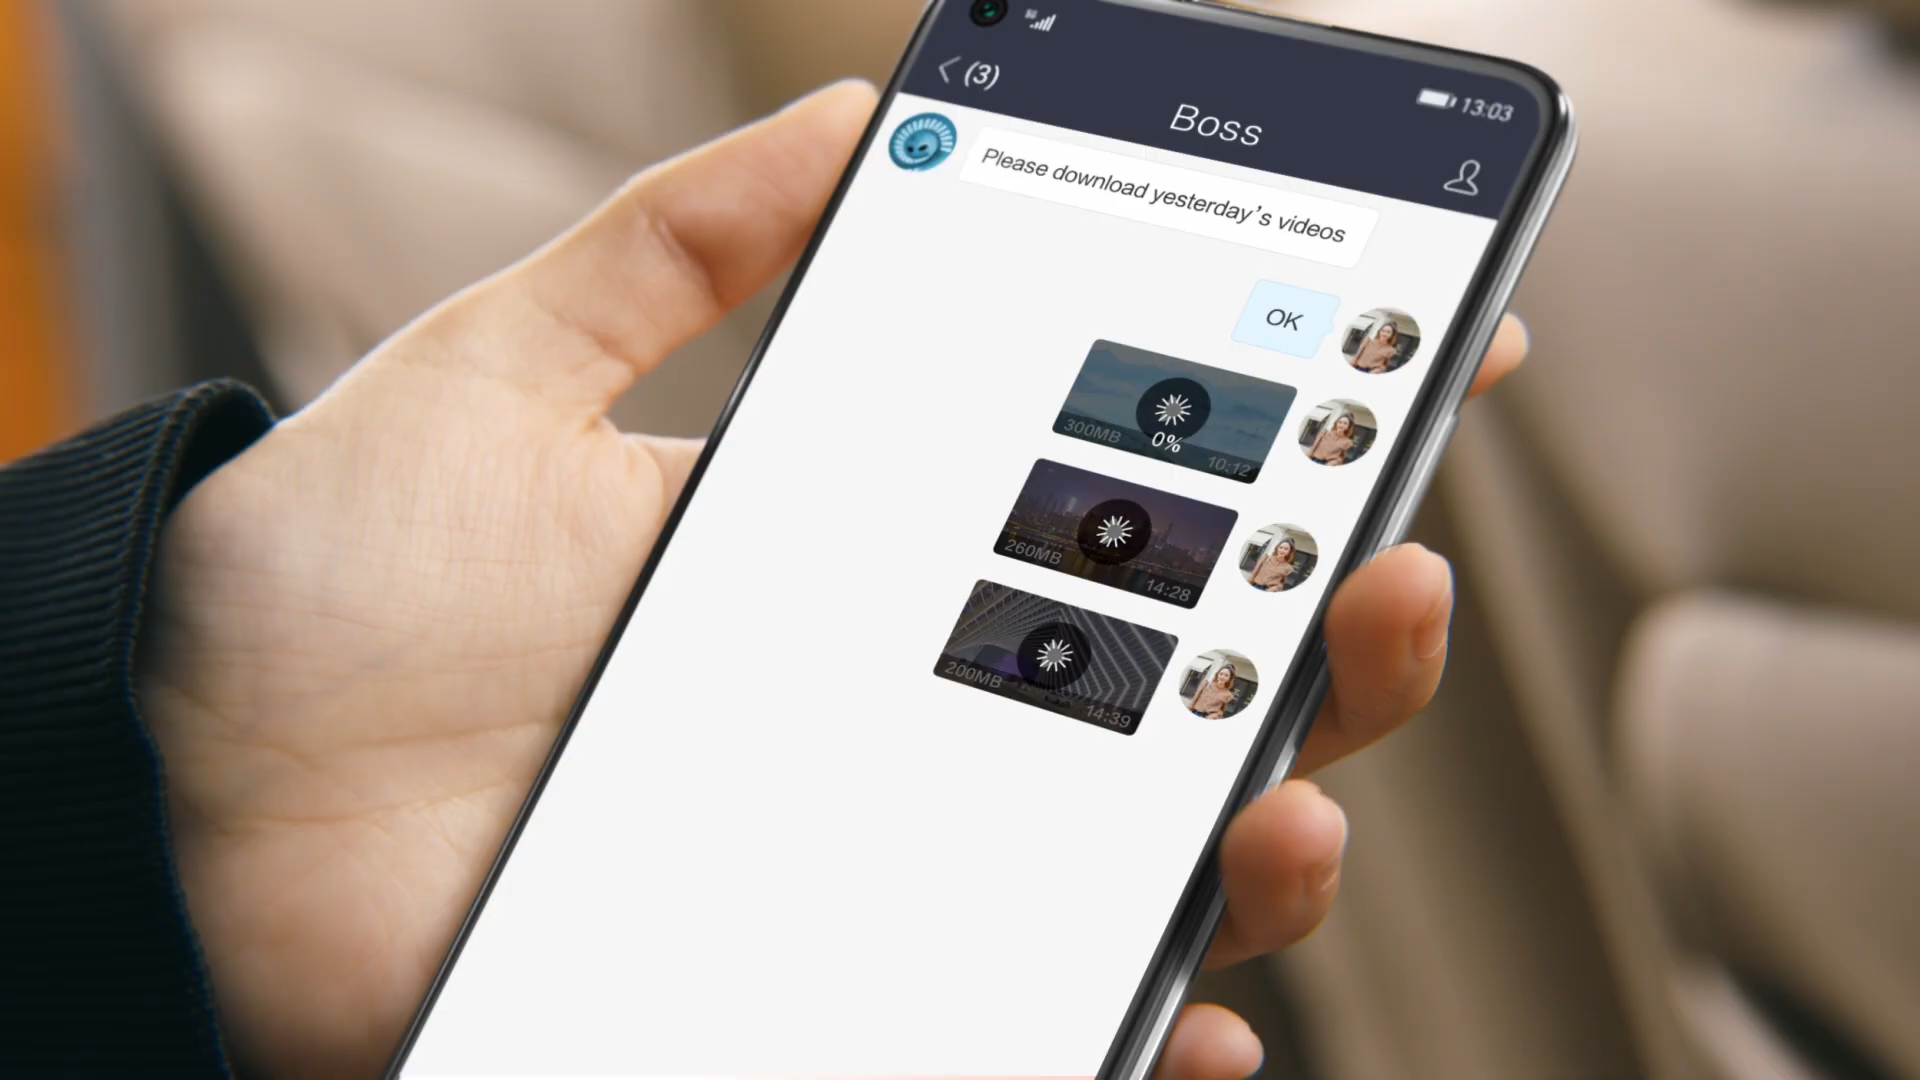 5G
(3)
13:03
Boss
Please download yesterday's videos
OK
300MB
0%
10:12
260MB
14:28
200MB
14:39